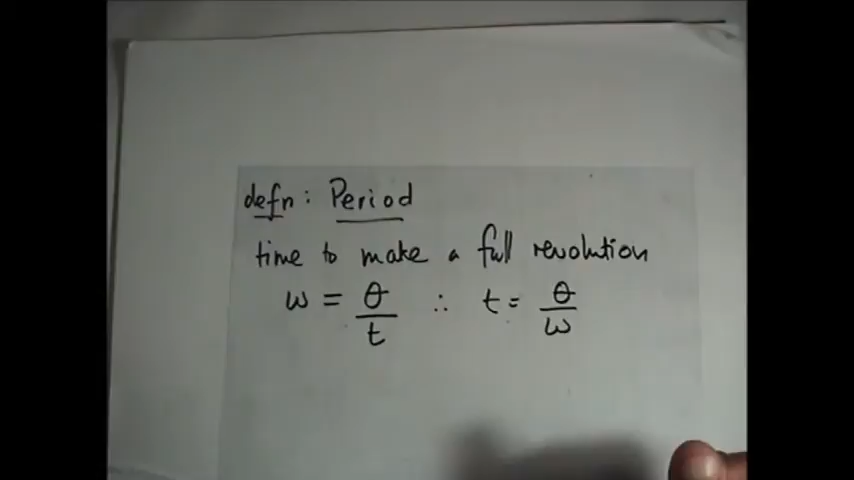 defn: Period
time to make a full revolution
ω = θ/t ∴ t = θ/ω